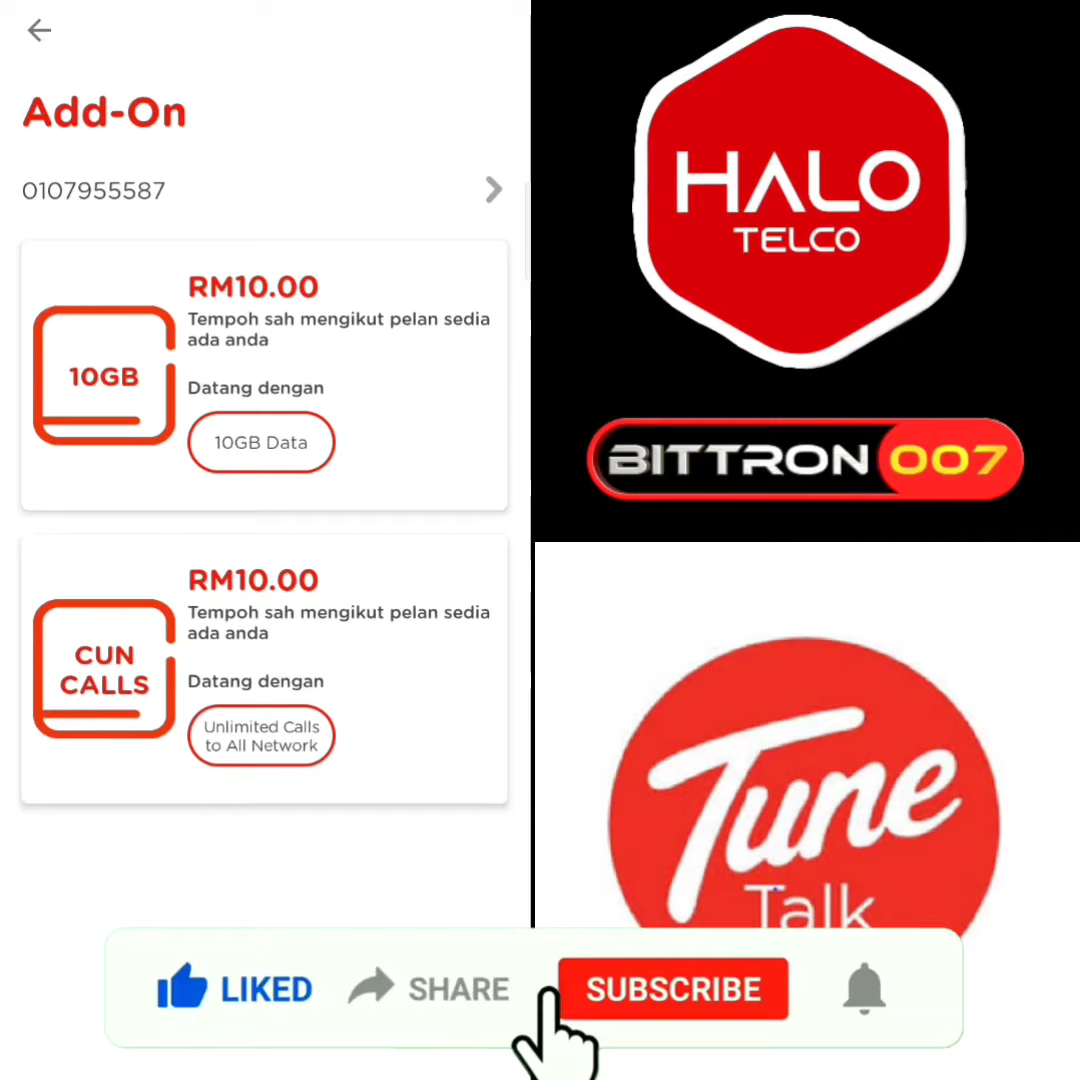 Add-On
0107955587
RM10.00
Tempoh sah mengikut pelan sedia
ada anda
10GB
Datang dengan
10GB Data
RM10.00
Tempoh sah mengikut pelan sedia
ada anda
CUN
CALLS
Datang dengan
Unlimited Calls
to All Network
HALO
TELCO
BITTRON 007
Tune
Talk
LIKED
SHARE
SUBSCRIBE